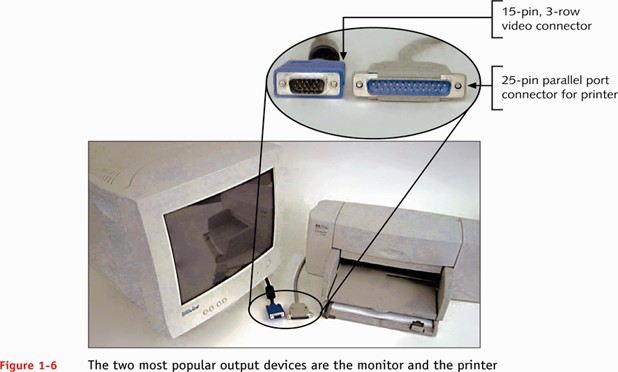 15-pin, 3-row
video connector
25-pin parallel port
connector for printer
Figure 1-6 The two most popular output devices are the monitor and the printer